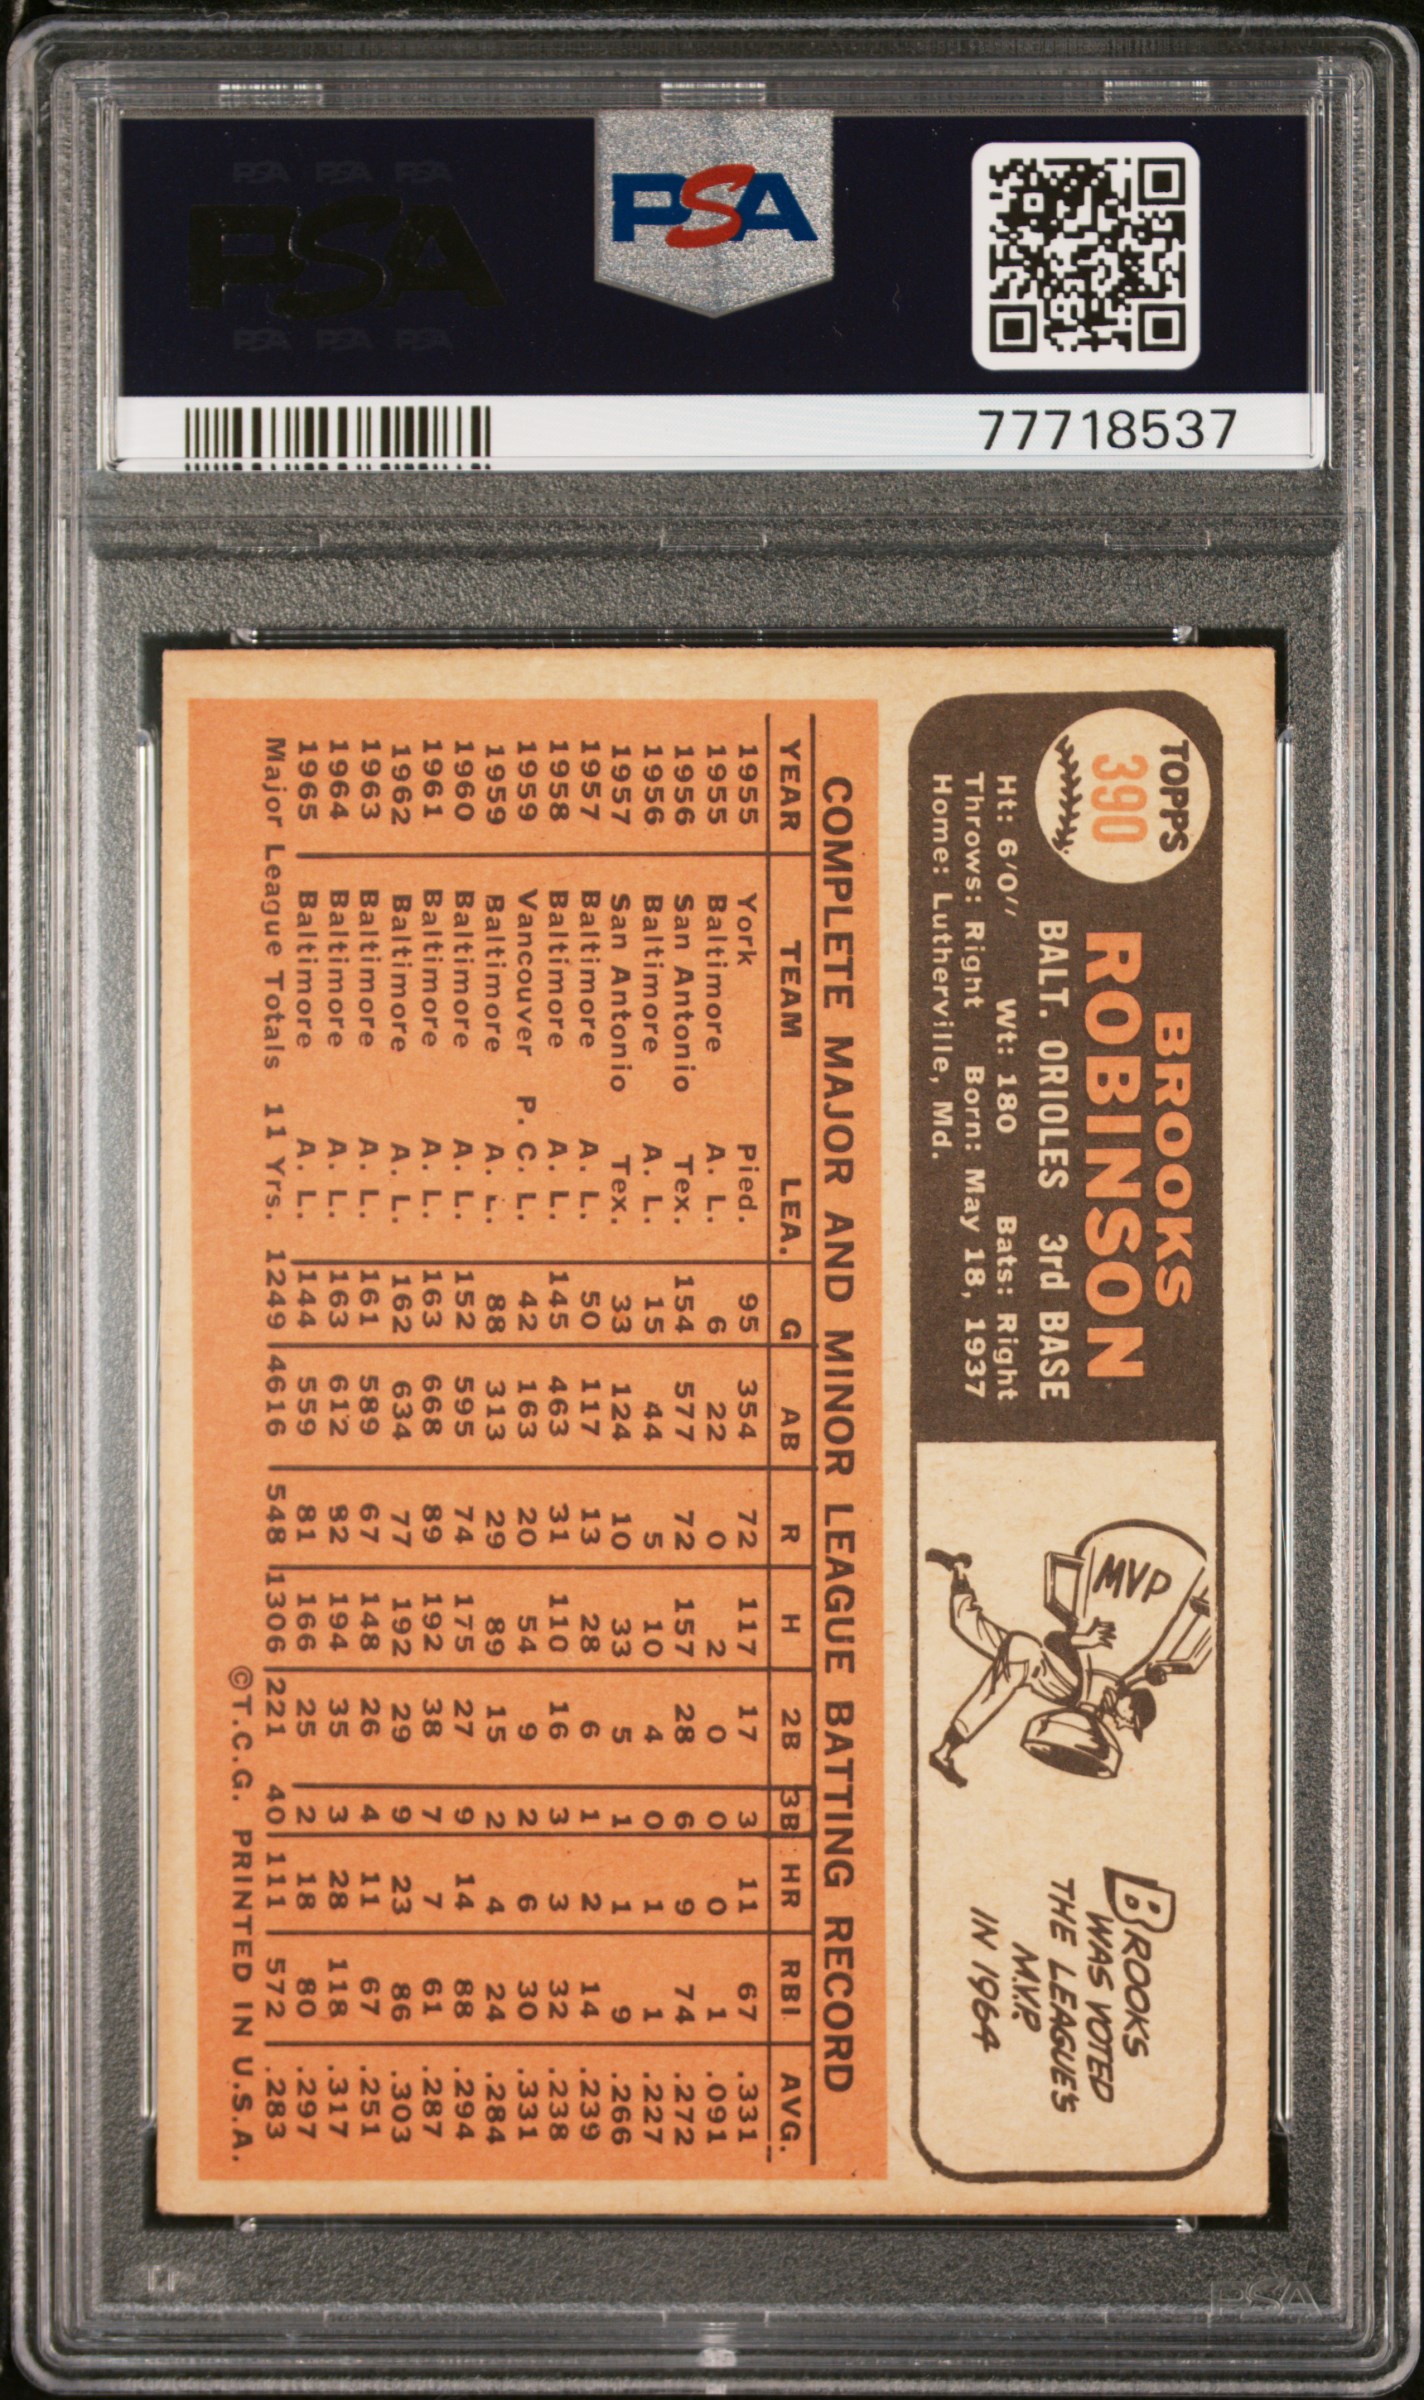 PSA PSA PSA
PSA
PSA PSA PSA
PSA
77718537
TOPPS
390
BROOKS
ROBINSON
BALT. ORIOLES 3rd BASE
Ht: 6'0" Wt: 180 Bats: Right
Throws: Right Born: May 18, 1937
Home: Lutherville, Md.
MVP
BROOKS
WAS VOTED
THE LEAGUE'S
M.V.P.
IN 1964
COMPLETE MAJOR AND MINOR LEAGUE BATTING RECORD
YEAR TEAM LEA. G AB R H 2B 3B HR RBI AVG.
1955 York Pied. 95 354 72 117 17 3 11 67 .331
1955 Baltimore A. L. 6 22 0 2 0 0 0 1 .091
1956 San Antonio Tex. 154 577 72 157 28 6 9 74 .272
1956 Baltimore A. L. 15 44 5 10 4 0 1 1 .227
1957 San Antonio Tex. 33 124 10 33 5 1 1 9 .266
1957 Baltimore A. L. 50 117 13 28 6 1 2 14 .239
1958 Baltimore A. L. 145 463 31 110 16 3 3 32 .238
1959 Vancouver P. C. L. 42 163 20 54 9 2 6 30 .331
1959 Baltimore A. L. 88 313 29 89 15 2 4 24 .284
1960 Baltimore A. L. 152 595 74 175 27 9 14 88 .294
1961 Baltimore A. L. 163 668 89 192 38 7 7 61 .287
1962 Baltimore A. L. 162 634 77 192 29 9 23 86 .303
1963 Baltimore A. L. 161 589 67 148 26 4 11 67 .251
1964 Baltimore A. L. 163 612 82 194 35 3 28 118 .317
1965 Baltimore A. L. 144 559 81 166 25 2 18 80 .297
Major League Totals 11 Yrs. 1249 4616 548 1306 221 40 111 572 .283
©T.C.G. PRINTED IN U.S.A.
PSA